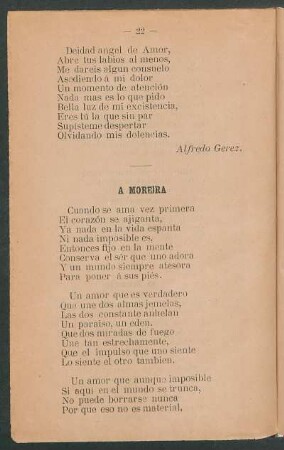 — 22 —
Deidad angel de Amor,
Abre tus labios al menos,
Me dareis algun consuelo
Asediendo á mi dolor
Un momento de atención
Nada mas es lo que pido
Bella luz de mi excistencia,
Eres tú la que sin par
Supisteme despertar
Olvidando mis dolencias.
Alfredo Gerez.
A MOREIRA
Cuando se ama vez primera
El corazón se ajiganta,
Ya nada en la vida espanta
Ni nada imposible es,
Entonces fijo en la mente
Conserva el sér que uno adora
Y un mundo siempre atesora
Para poner á sus piés.
Un amor que es verdadero
Que une dos almas jemelas,
Las dos constante anhelan
Un paraiso, un eden.
Que dos miradas de fuego
Une tan estrechamente,
Que el impulso que uno siente
Lo siente el otro tambien.
Un amor que aunque imposible
Si aqui en el mundo se trunca,
No puede borrarse nunca
Por que eso no es material,